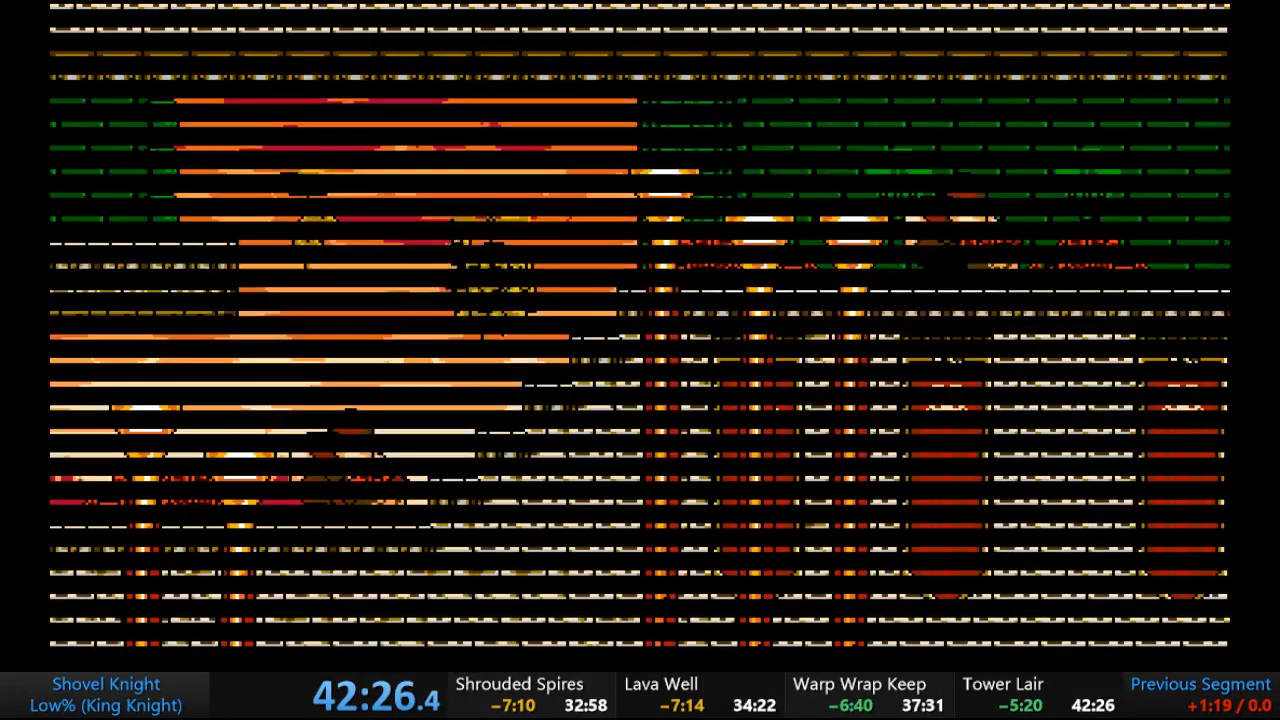 Shovel Knight
Low% (King Knight)
42:26.4
Shrouded Spires
−7:10 32:58
Lava Well
−7:14 34:22
Warp Wrap Keep
−6:40 37:31
Tower Lair
−5:20 42:26
Previous Segment
+1:19 / 0.0